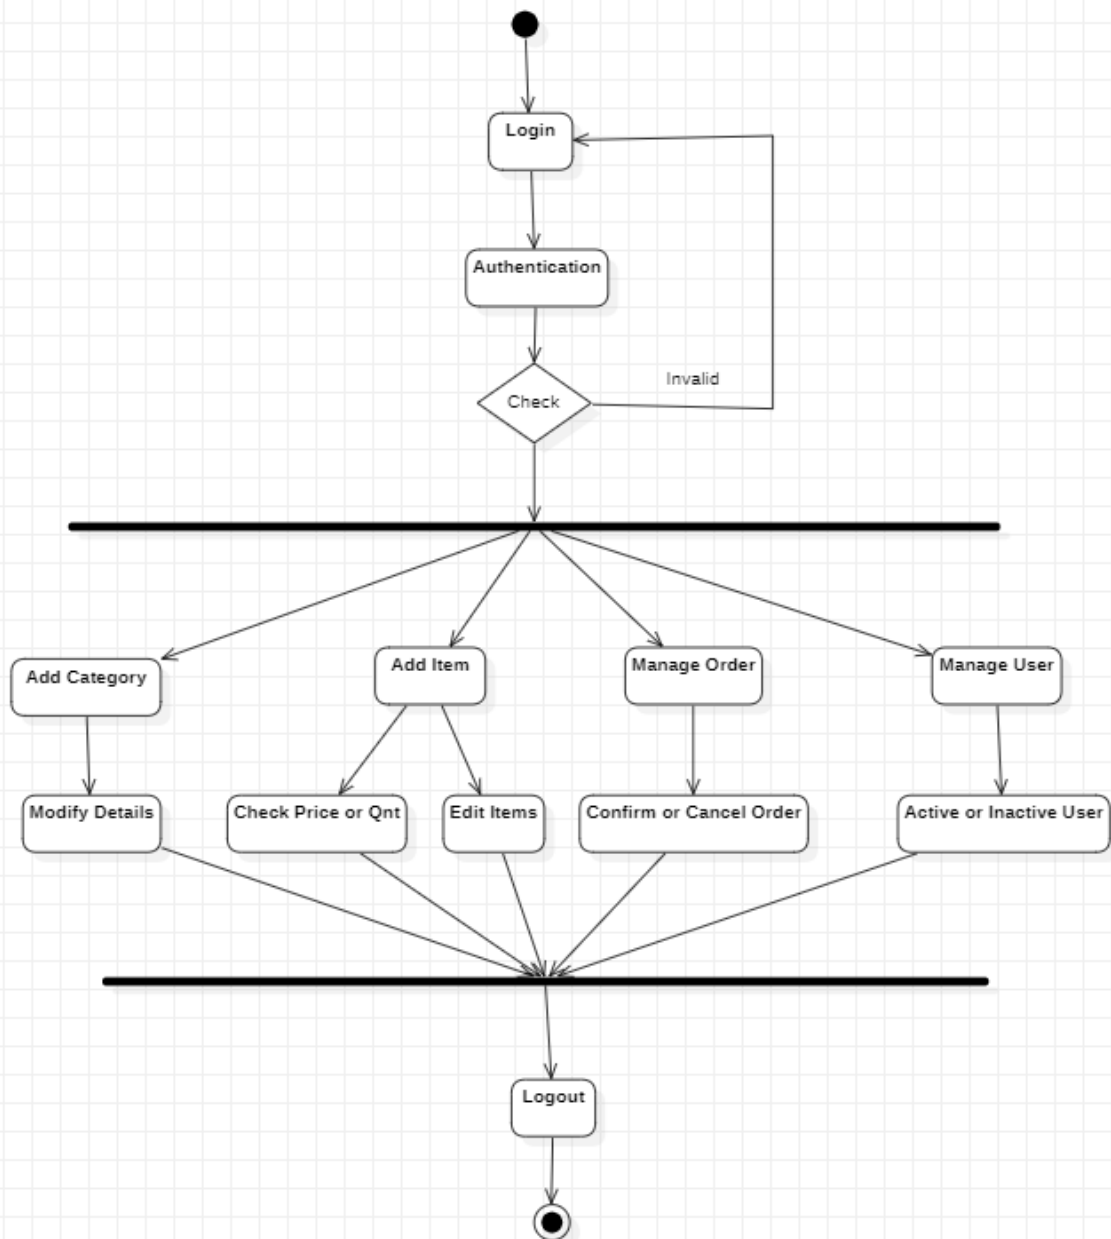 Login
Authentication
Invalid
Check
Add Category
Add Item
Manage Order
Manage User
Modify Details
Check Price or Qnt
Edit Items
Confirm or Cancel Order
Active or Inactive User
Logout